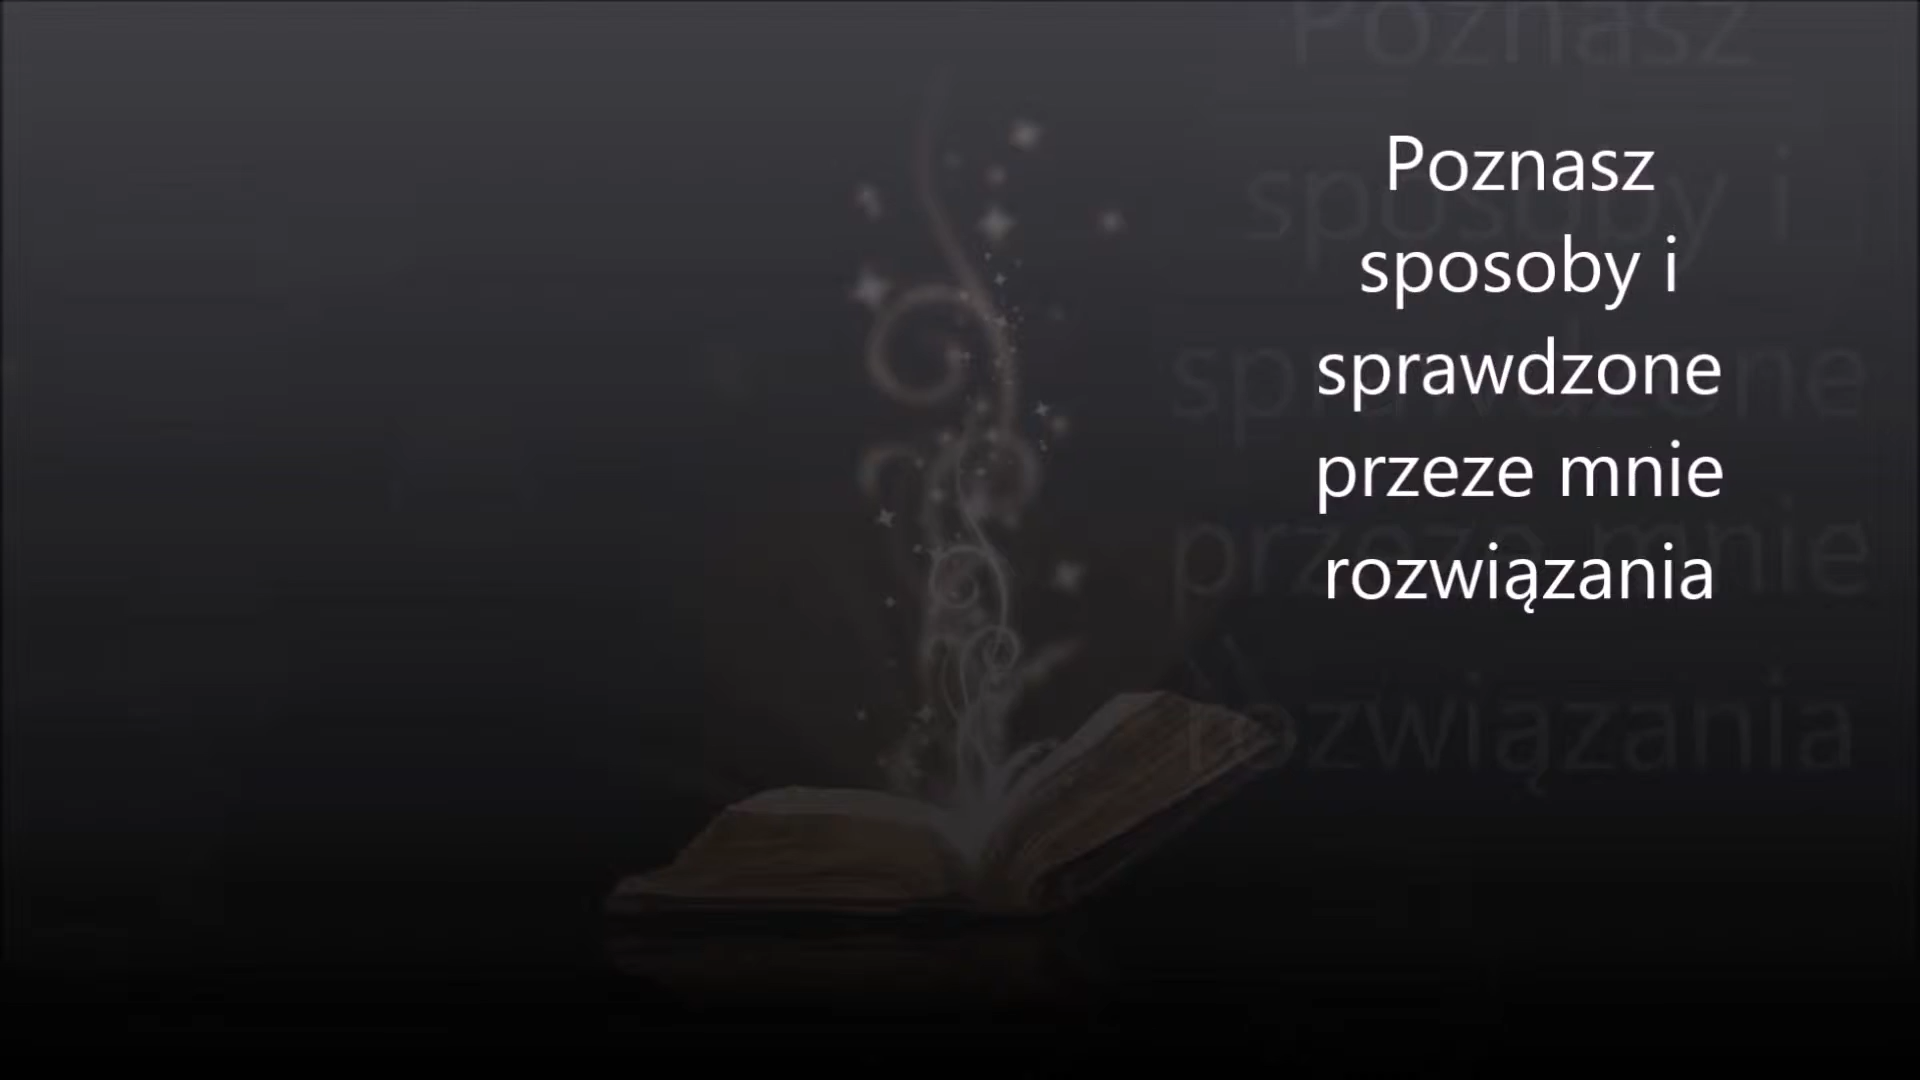 Poznasz
sposoby i
sprawdzone
przeze mnie
rozwiązania